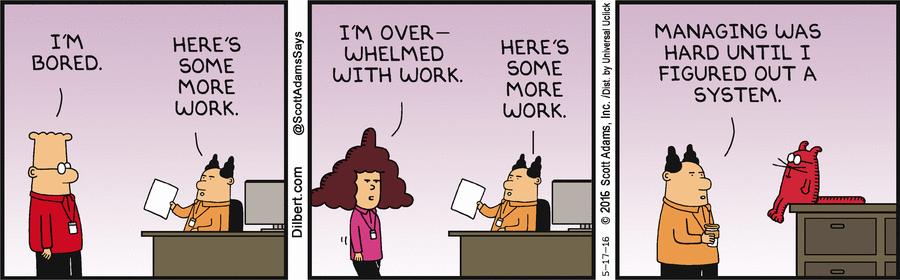 I'M
BORED.
HERE'S
SOME
MORE
WORK.
I'M OVER—
WHELMED
WITH WORK.
HERE'S
SOME
MORE
WORK.
MANAGING WAS
HARD UNTIL I
FIGURED OUT A
SYSTEM.
Dilbert.com @ScottAdamsSays
5-17-16 © 2016 Scott Adams, Inc. /Dist. by Universal Uclick